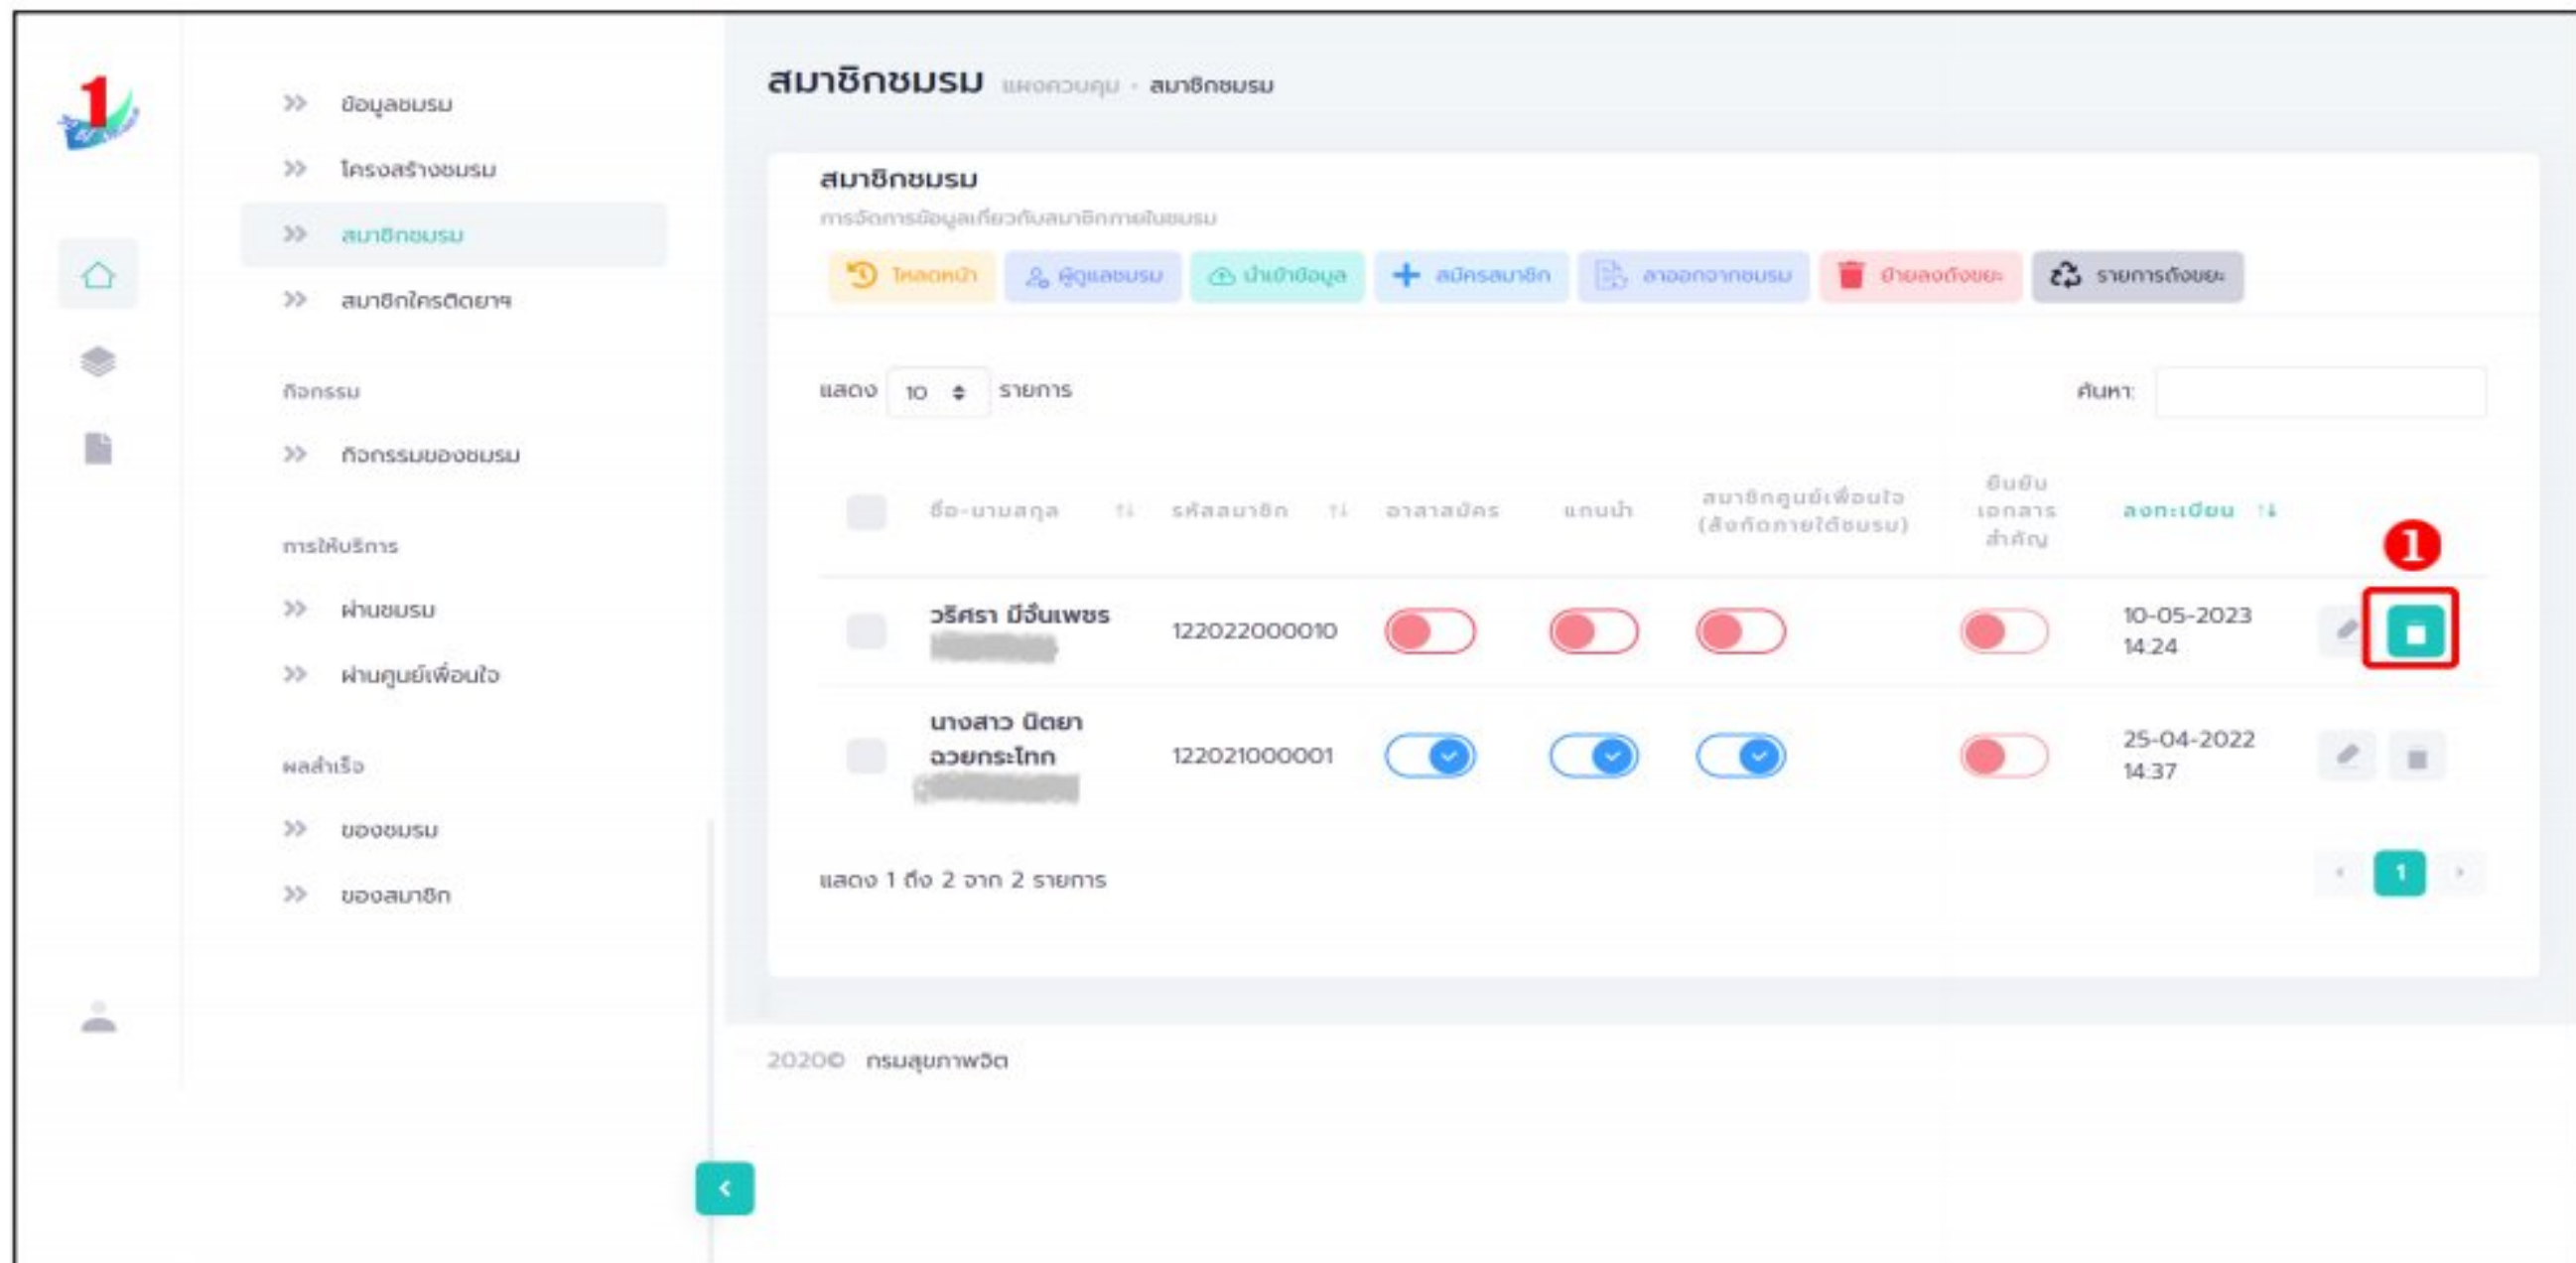 1
ข้อมูลชมรม
โครงสร้างชมรม
สมาชิกชมรม
สมาชิกใครติดยาฯ
กิจกรรม
กิจกรรมของชมรม
การให้บริการ
ผ่านชมรม
ผ่านศูนย์เพื่อนใจ
ผลสำเร็จ
ของชมรม
ของสมาชิก
สมาชิกชมรม แผงควบคุม - สมาชิกชมรม
สมาชิกชมรม
การจัดการข้อมูลเกี่ยวกับสมาชิกภายในชมรม
โหลดหน้า ผู้ดูแลชมรม นำเข้าข้อมูล สมัครสมาชิก ลาออกจากชมรม ย้ายลงถังขยะ รายการถังขยะ
แสดง 10 รายการ ค้นหา:
ชื่อ-นามสกุล รหัสสมาชิก อาสาสมัคร แกนนำ สมาชิกศูนย์เพื่อนใจ (สังกัดภายใต้ชมรม) ยืนยัน เอกสาร สำคัญ ลงทะเบียน
1
วริศรา มีจั่นเพชร 122022000010 10-05-2023
14:24
นางสาว นิตยา
ฉวยกระโทก 122021000001 25-04-2022
14:37
แสดง 1 ถึง 2 จาก 2 รายการ 1
2020© กรมสุขภาพจิต